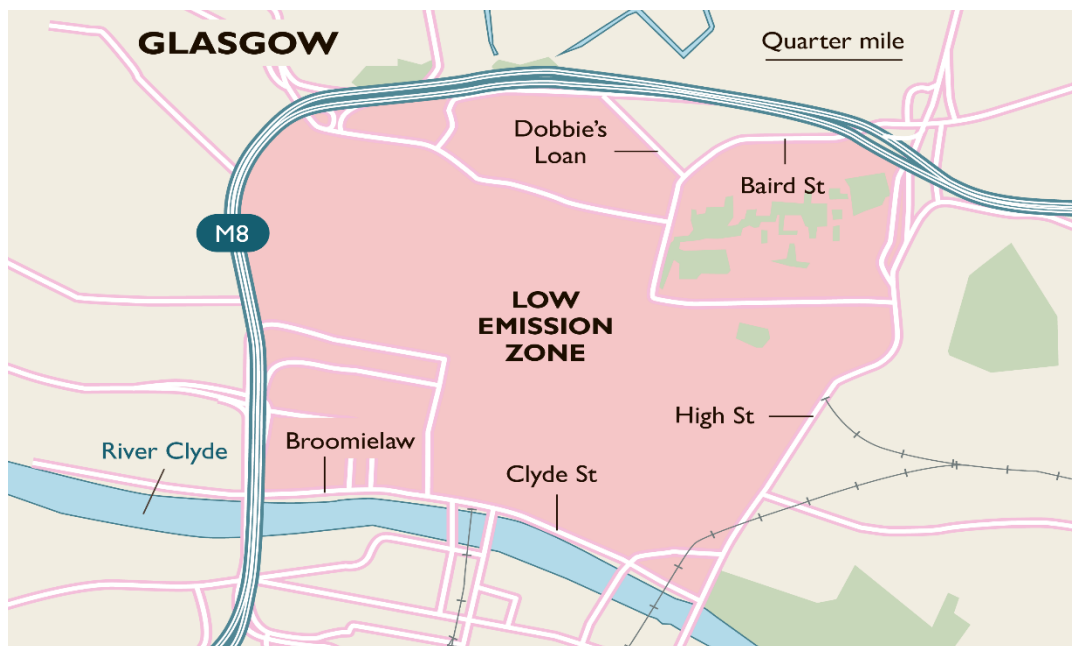 GLASGOW
Quarter mile
Dobbie's
Loan
Baird St
M8
LOW
EMISSION
ZONE
High St
Broomielaw
River Clyde
Clyde St